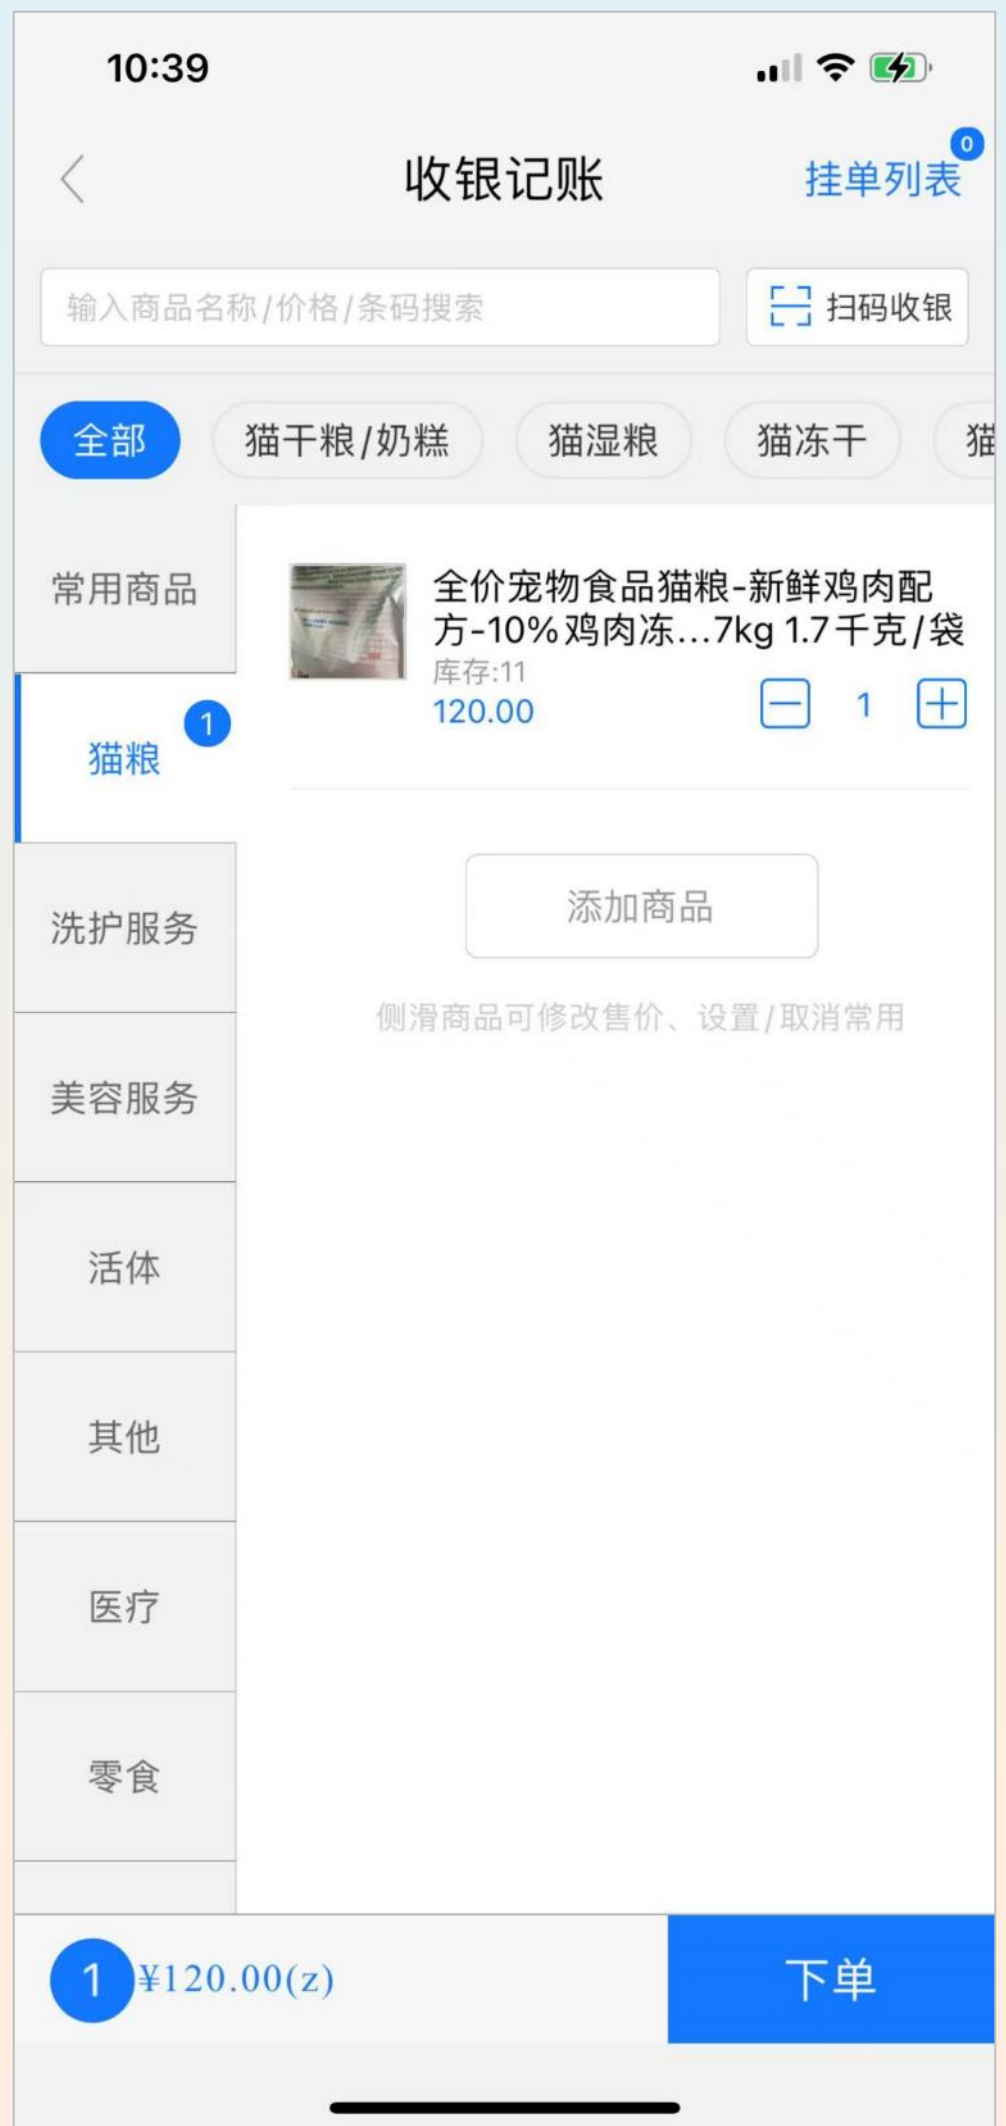 10:39
收银记账
挂单列表
0
输入商品名称/价格/条码搜索
扫码收银
全部
猫干粮/奶糕
猫湿粮
猫冻干
猫
常用商品
猫粮
1
洗护服务
美容服务
活体
其他
医疗
零食
全价宠物食品猫粮-新鲜鸡肉配
方-10%鸡肉冻...7kg 1.7千克/袋
库存:11
120.00
1
添加商品
侧滑商品可修改售价、设置/取消常用
1
¥120.00(z)
下单